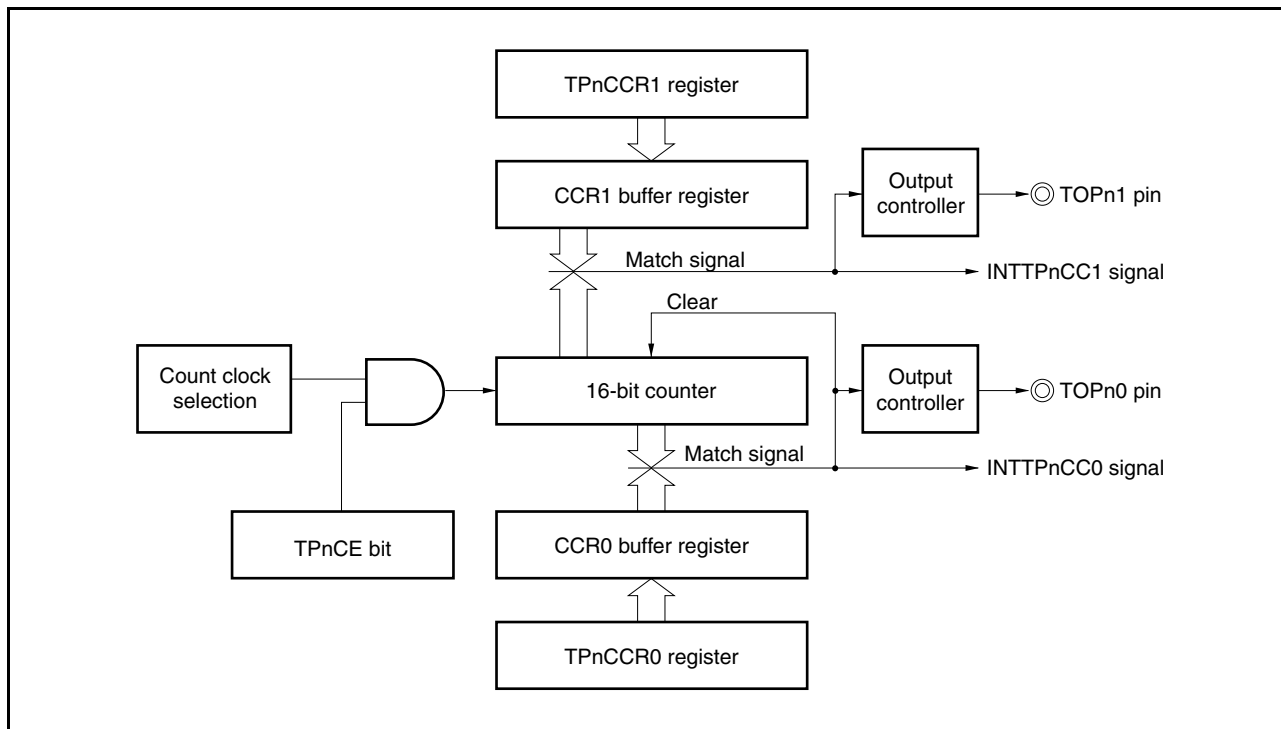 TPnCCR1 register
CCR1 buffer register
Output
controller
TOPn1 pin
Match signal
INTTPnCC1 signal
Clear
Count clock
selection
16-bit counter
Output
controller
TOPn0 pin
Match signal
INTTPnCC0 signal
TPnCE bit
CCR0 buffer register
TPnCCR0 register